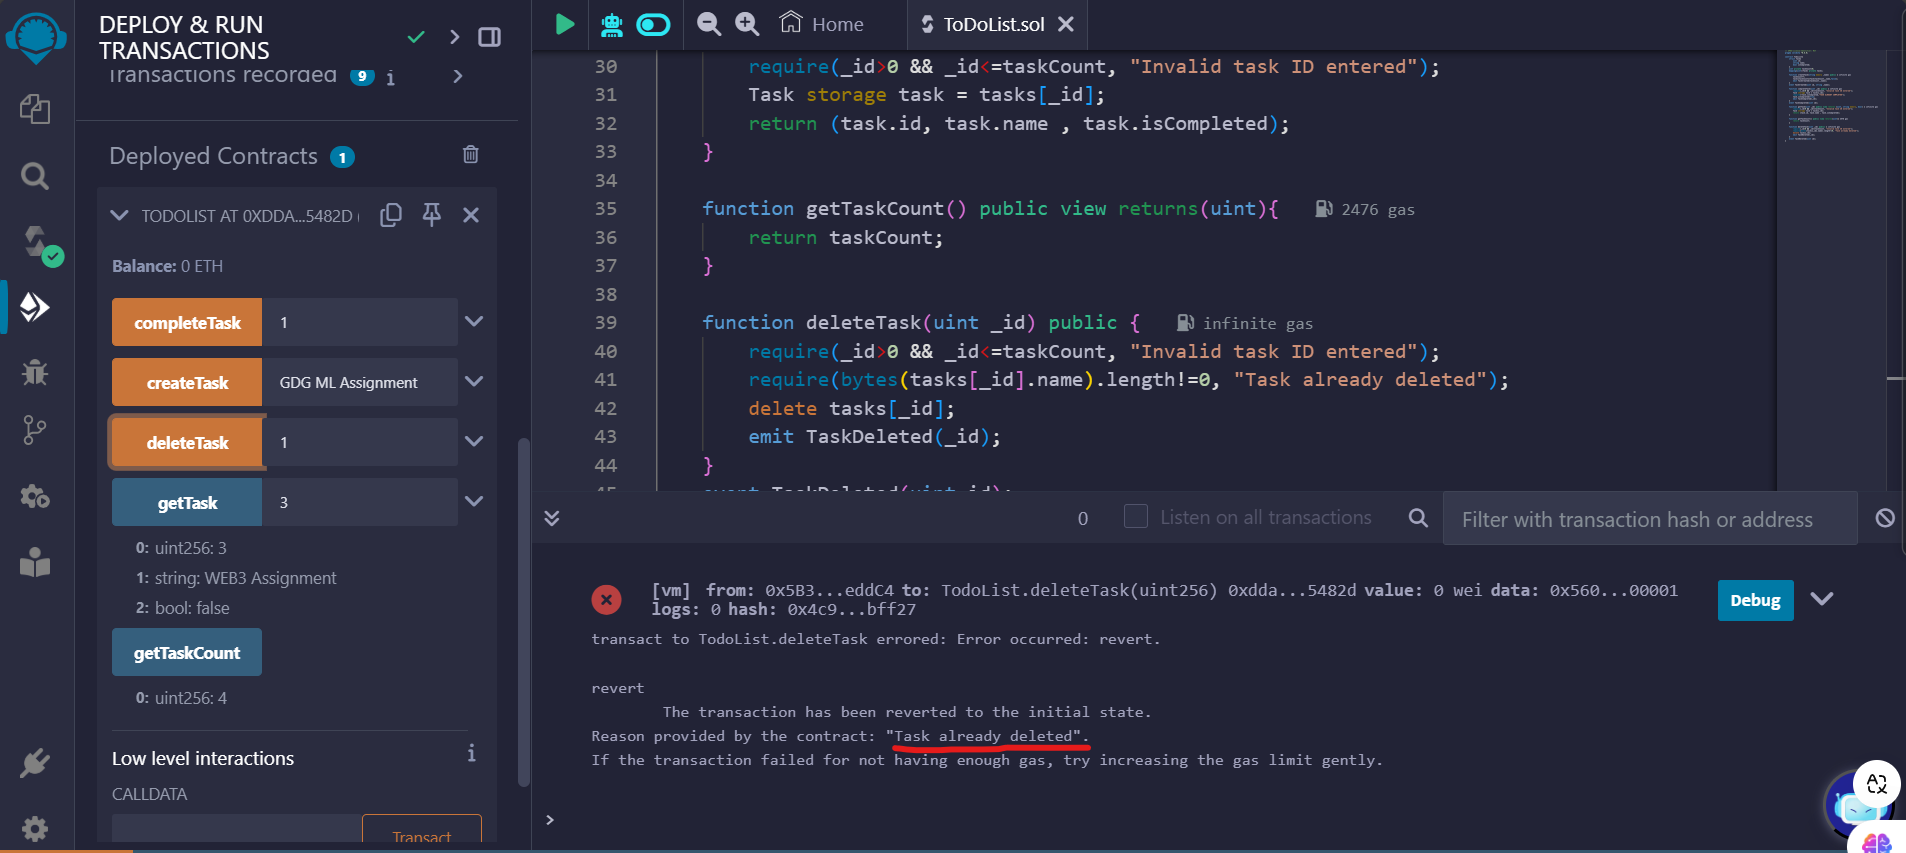 DEPLOY & RUN
TRANSACTIONS
Transactions recorded 9 i
Deployed Contracts 1
TODOLIST AT 0XDDA...5482D (
Balance: 0 ETH
completeTask 1
createTask GDG ML Assignment
deleteTask 1
getTask 3
0: uint256: 3
1: string: WEB3 Assignment
2: bool: false
getTaskCount
0: uint256: 4
Low level interactions i
CALLDATA
Transact
Home
ToDoList.sol
30 require(_id>0 && _id<=taskCount, "Invalid task ID entered");
31 Task storage task = tasks[_id];
32 return (task.id, task.name , task.isCompleted);
33 }
34
35 function getTaskCount() public view returns(uint){ 2476 gas
36 return taskCount;
37 }
38
39 function deleteTask(uint _id) public { infinite gas
40 require(_id>0 && _id<=taskCount, "Invalid task ID entered");
41 require(bytes(tasks[_id].name).length!=0, "Task already deleted");
42 delete tasks[_id];
43 emit TaskDeleted(_id);
44 }
45 event TaskDeleted(uint id);
0 Listen on all transactions Filter with transaction hash or address
[vm] from: 0x5B3...eddC4 to: TodoList.deleteTask(uint256) 0xdda...5482d value: 0 wei data: 0x560...00001
logs: 0 hash: 0x4c9...bff27
Debug
transact to TodoList.deleteTask errored: Error occurred: revert.
revert
The transaction has been reverted to the initial state.
Reason provided by the contract: "Task already deleted".
If the transaction failed for not having enough gas, try increasing the gas limit gently.
>